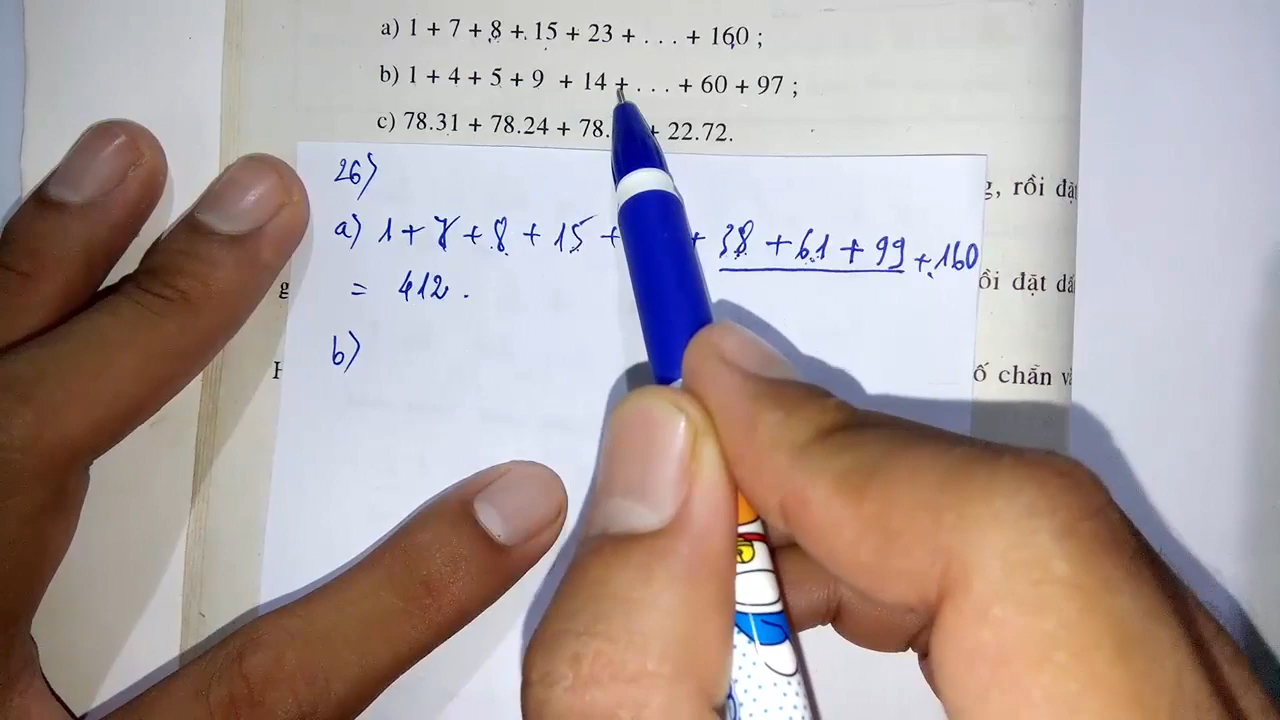 a) 1 + 7 + 8 + 15 + 23 + . . . + 160 ;
b) 1 + 4 + 5 + 9 + 14 + . . . + 60 + 97 ;
c) 78.31 + 78.24 + 78. + 22.72.
26)
g, rồi đặ
a) 1 + 7 + 8 + 15 + + 38 + 61 + 99 + 160
g = 412 . ồi đặt dấ
b) ố chẵn v